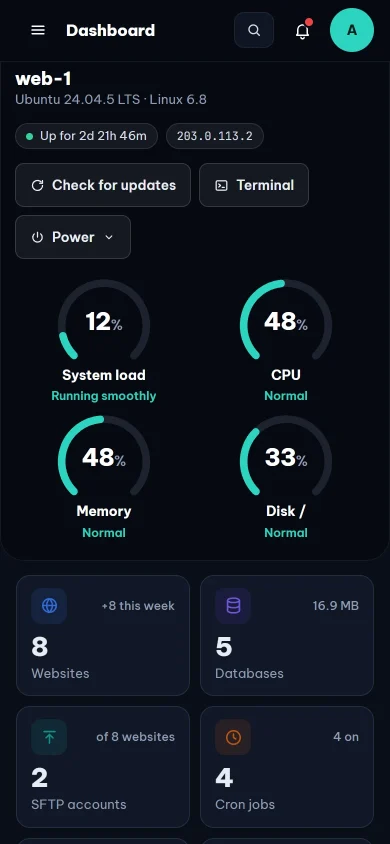 Dashboard
A
web-1
Ubuntu 24.04.5 LTS · Linux 6.8
Up for 2d 21h 46m
203.0.113.2
Check for updates
Terminal
Power
12%
48%
System load
CPU
Running smoothly
Normal
48%
33%
Memory
Disk /
Normal
Normal
+8 this week
16.9 MB
8
5
Websites
Databases
of 8 websites
4 on
2
4
SFTP accounts
Cron jobs